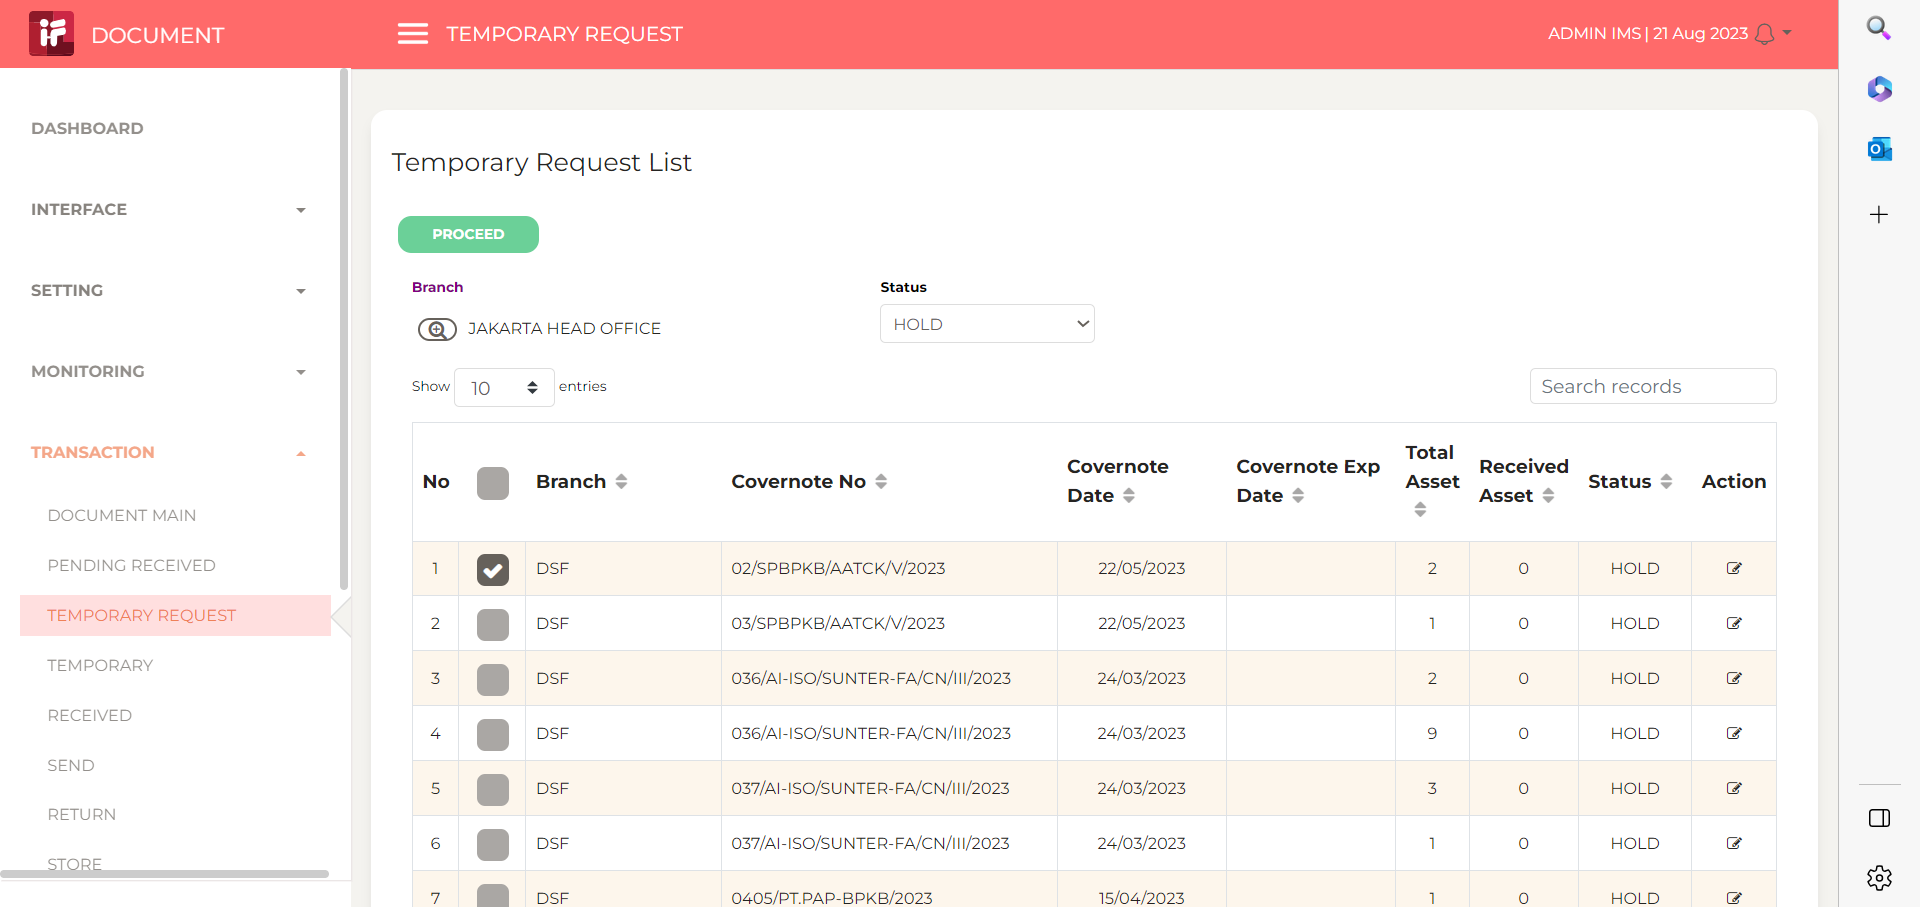 DOCUMENT
TEMPORARY REQUEST
ADMIN IMS | 21 Aug 2023
DASHBOARD
INTERFACE
SETTING
MONITORING
TRANSACTION
DOCUMENT MAIN
PENDING RECEIVED
TEMPORARY REQUEST
TEMPORARY
RECEIVED
SEND
RETURN
STORE
Temporary Request List
PROCEED
Branch
JAKARTA HEAD OFFICE
Status
HOLD
Show 10 entries
Search records
No Branch Covernote No Covernote Date Covernote Exp Date Total Asset Received Asset Status Action
1 DSF 02/SPBPKB/AATCK/V/2023 22/05/2023 2 0 HOLD
2 DSF 03/SPBPKB/AATCK/V/2023 22/05/2023 1 0 HOLD
3 DSF 036/AI-ISO/SUNTER-FA/CN/III/2023 24/03/2023 2 0 HOLD
4 DSF 036/AI-ISO/SUNTER-FA/CN/III/2023 24/03/2023 9 0 HOLD
5 DSF 037/AI-ISO/SUNTER-FA/CN/III/2023 24/03/2023 3 0 HOLD
6 DSF 037/AI-ISO/SUNTER-FA/CN/III/2023 24/03/2023 1 0 HOLD
7 DSF 0405/PT.PAP-BPKB/2023 15/04/2023 1 0 HOLD